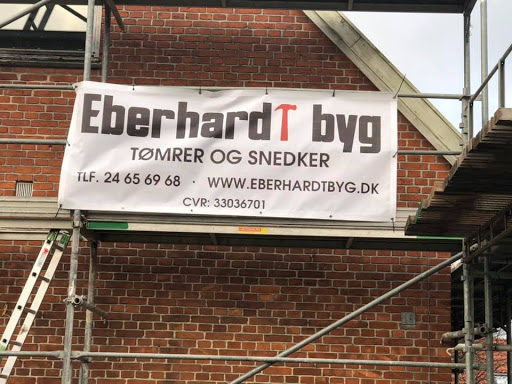 Eberhardt byg
TØMRER OG SNEDKER
TLF. 24 65 69 68 · WWW.EBERHARDTBYG.DK
CVR: 33036701